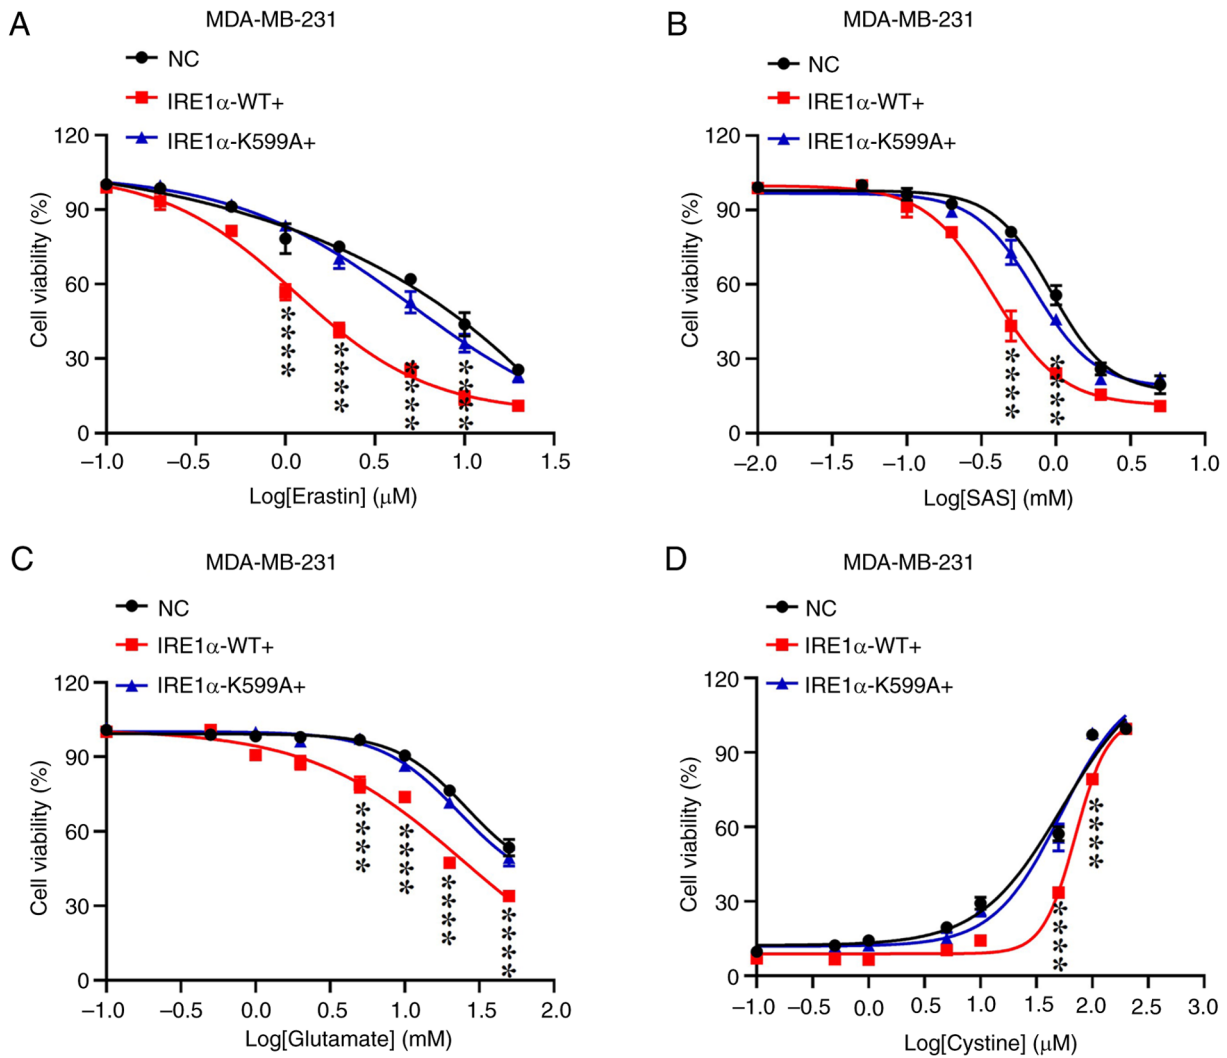 A
MDA-MB-231
NC
IRE1α-WT+
IRE1α-K599A+
120
90
60
30
0
Cell viability (%)
****
****
****
****
−1.0 −0.5 0.0 0.5 1.0 1.5
Log[Erastin] (μM)
B
MDA-MB-231
NC
IRE1α-WT+
IRE1α-K599A+
120
90
60
30
0
Cell viability (%)
****
****
−2.0 −1.5 −1.0 −0.5 0.0 0.5 1.0
Log[SAS] (mM)
C
MDA-MB-231
NC
IRE1α-WT+
IRE1α-K599A+
120
90
60
30
0
Cell viability (%)
****
****
****
****
−1.0 −0.5 0.0 0.5 1.0 1.5 2.0
Log[Glutamate] (mM)
D
MDA-MB-231
NC
IRE1α-WT+
IRE1α-K599A+
120
90
60
30
0
Cell viability (%)
****
****
−1.0 −0.5 0.0 0.5 1.0 1.5 2.0 2.5 3.0
Log[Cystine] (μM)